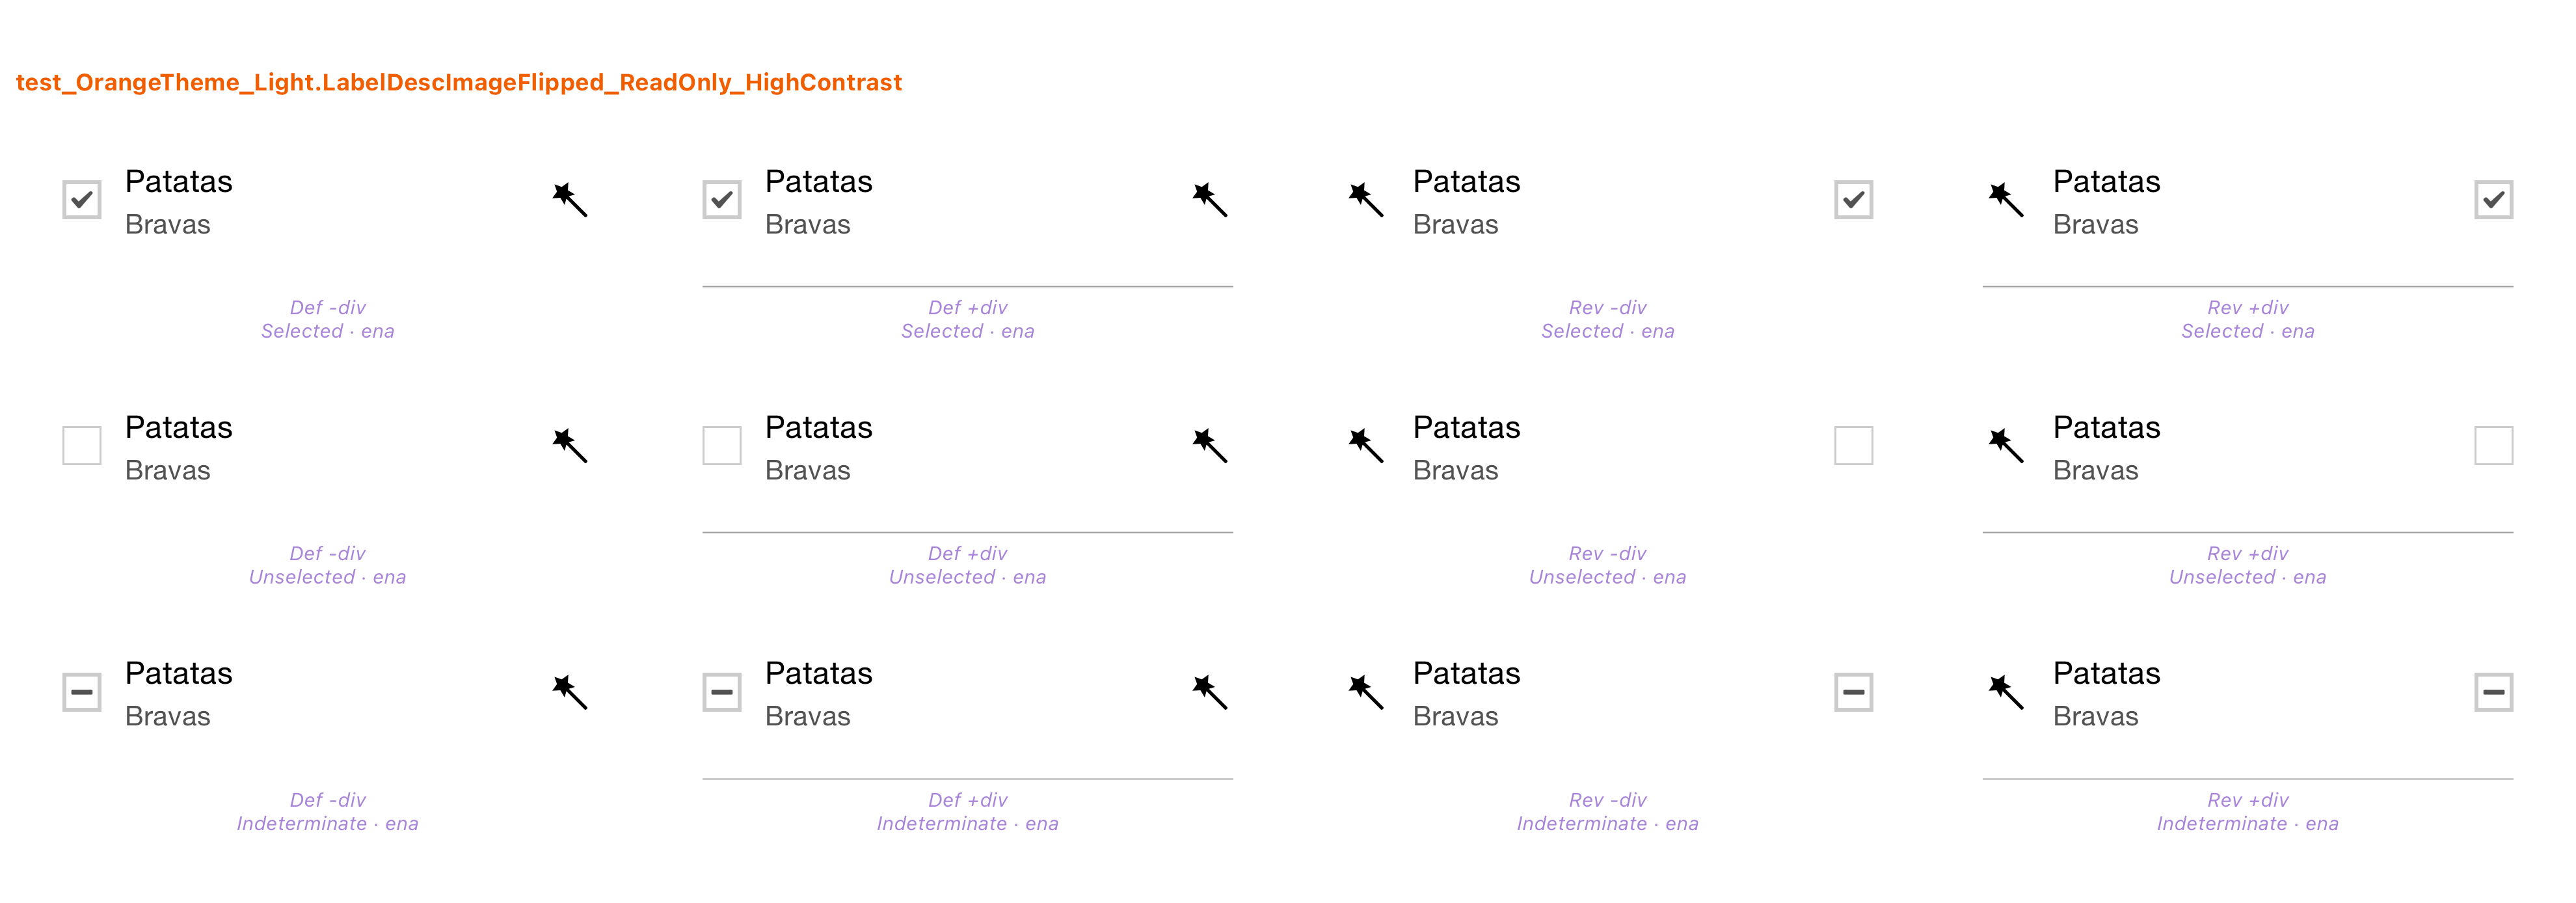 test_OrangeTheme_Light.LabelDescImageFlipped_ReadOnly_HighContrast
Patatas
Bravas
Def -div
Selected · ena
Patatas
Bravas
Def +div
Selected · ena
Patatas
Bravas
Rev -div
Selected · ena
Patatas
Bravas
Rev +div
Selected · ena
Patatas
Bravas
Def -div
Unselected · ena
Patatas
Bravas
Def +div
Unselected · ena
Patatas
Bravas
Rev -div
Unselected · ena
Patatas
Bravas
Rev +div
Unselected · ena
Patatas
Bravas
Def -div
Indeterminate · ena
Patatas
Bravas
Def +div
Indeterminate · ena
Patatas
Bravas
Rev -div
Indeterminate · ena
Patatas
Bravas
Rev +div
Indeterminate · ena